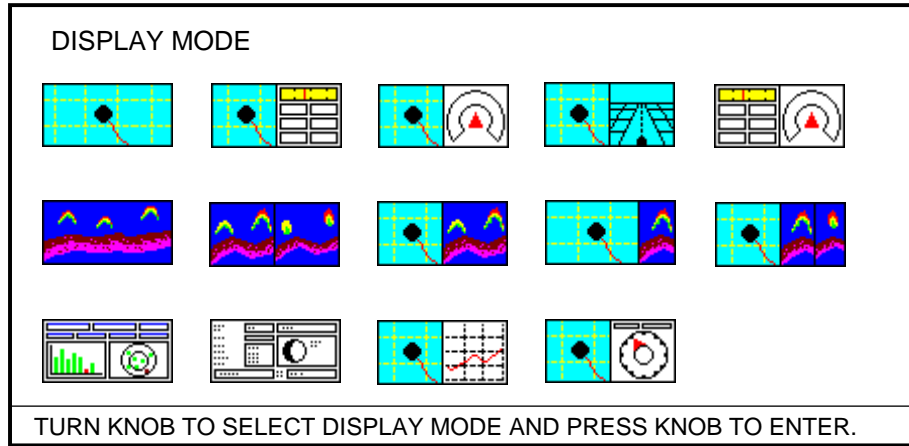 DISPLAY MODE
TURN KNOB TO SELECT DISPLAY MODE AND PRESS KNOB TO ENTER.